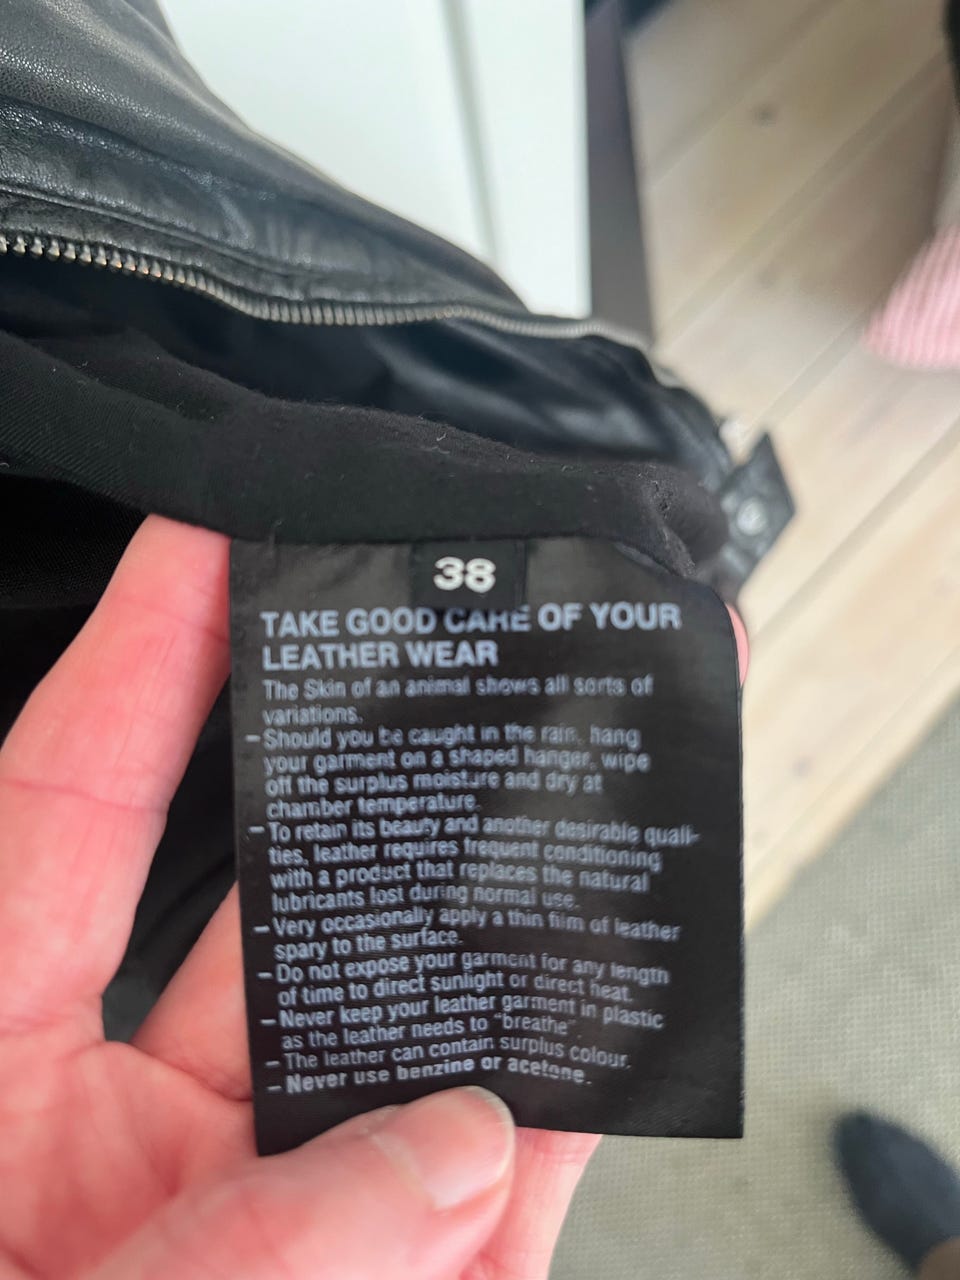 38
TAKE GOOD CARE OF YOUR
LEATHER WEAR
The Skin of an animal shows all sorts of
variations.
– Should you be caught in the rain, hang
your garment on a shaped hanger, wipe
off the surplus moisture and dry at
chamber temperature.
– To retain its beauty and another desirable quali-
ties, leather requires frequent conditioning
with a product that replaces the natural
lubricants lost during normal use.
– Very occasionally apply a thin film of leather
spary to the surface.
– Do not expose your garment for any length
of time to direct sunlight or direct heat.
– Never keep your leather garment in plastic
as the leather needs to "breathe".
– The leather can contain surplus colour.
– Never use benzine or acetone.